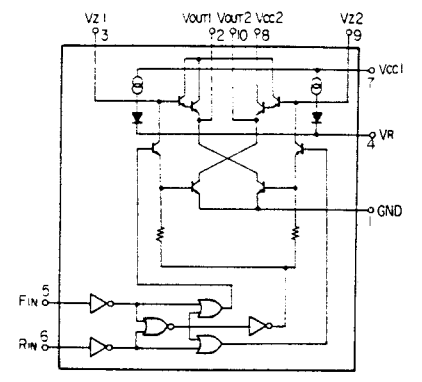 VZ1 VOUT1 VOUT2 VCC2 VZ2
3 2 10 8 9
VCC1
7
VR
4
GND
1
FIN 5
RIN 6